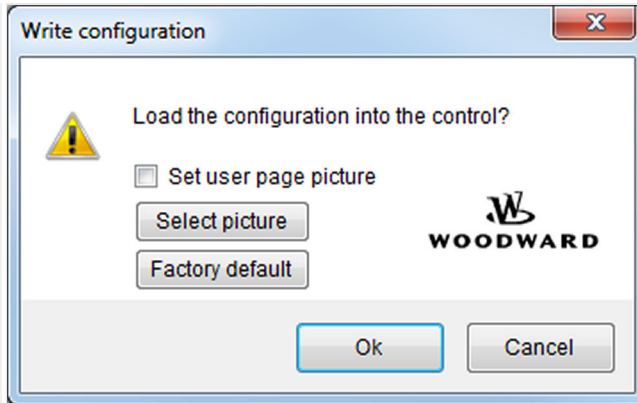 Write configuration
Load the configuration into the control?
Set user page picture
Select picture
WOODWARD
Factory default
Ok
Cancel